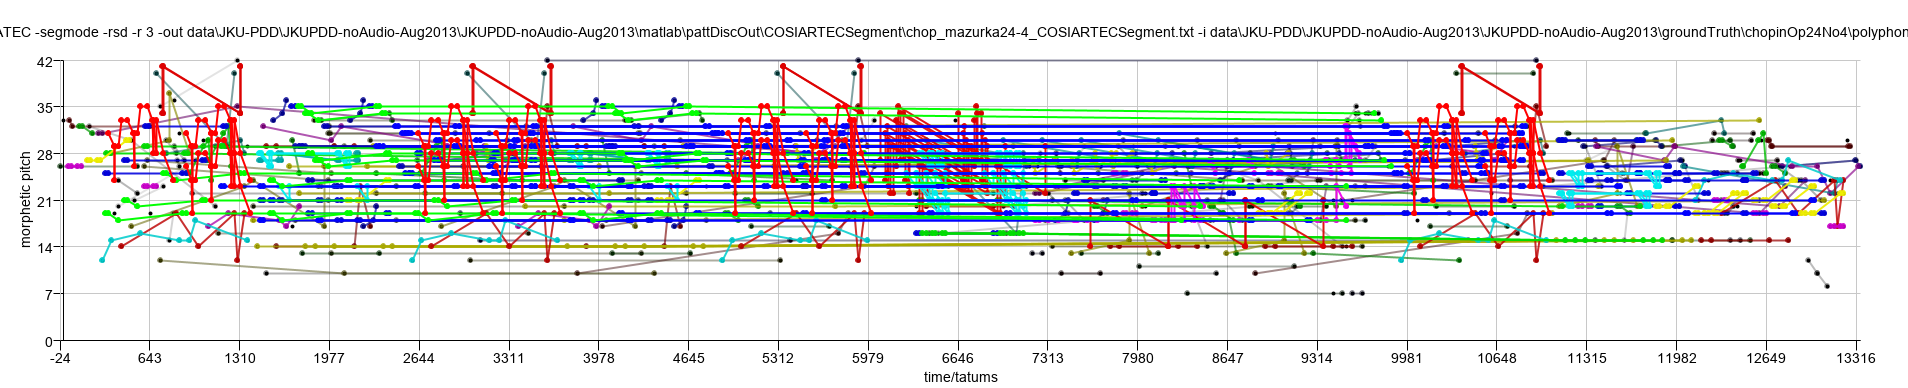 ATEC -segmode -rsd -r 3 -out data\JKU-PDD\JKUPDD-noAudio-Aug2013\JKUPDD-noAudio-Aug2013\matlab\pattDiscOut\COSIARTECSegment\chop_mazurka24-4_COSIARTECSegment.txt -i data\JKU-PDD\JKUPDD-noAudio-Aug2013\JKUPDD-noAudio-Aug2013\groundTruth\chopinOp24No4\polyphon
morphetic pitch
42
35
28
21
14
7
0
-24 643 1310 1977 2644 3311 3978 4645 5312 5979 6646 7313 7980 8647 9314 9981 10648 11315 11982 12649 13316
time/tatums